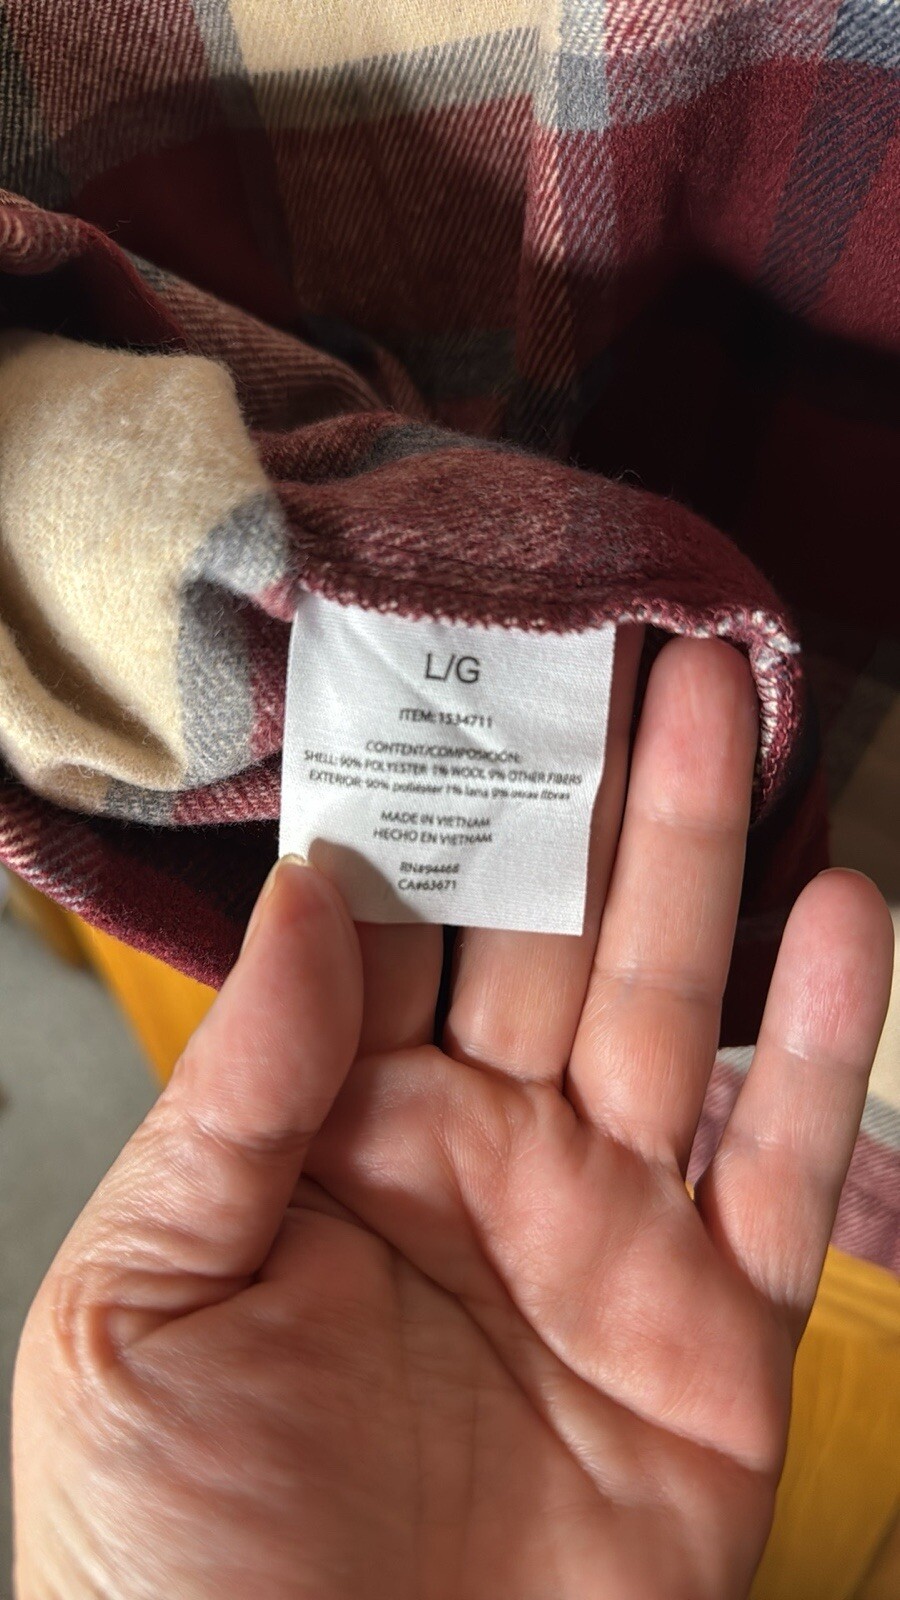 L/G
ITEM: 1534711
CONTENT/COMPOSICIÓN:
SHELL: 90% POLYESTER 1% WOOL 9% OTHER FIBERS
EXTERIOR: 90% poliéster 1% lana 9% otras fibras
MADE IN VIETNAM
HECHO EN VIETNAM
RN#94468
CA#63671